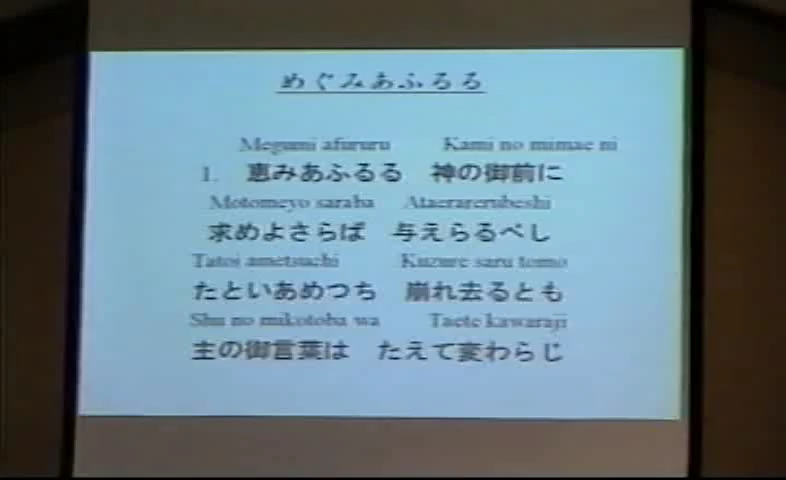 めぐみあふるる
Megumi afururu Kami no mimae ni
1. 恵みあふるる 神の御前に
Motomeyo saraba Ataerarerubeshi
求めよさらば 与えらるべし
Tatoi ametsuchi Kuzure saru tomo
たといあめつち 崩れ去るとも
Shu no mikotoba wa Taete kawaraji
主の御言葉は たえて変わらじ